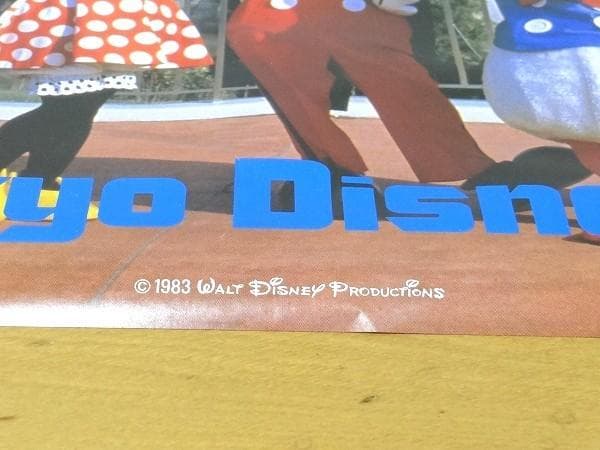 yo Disn
© 1983 WALT DISNEY PRODUCTIONS